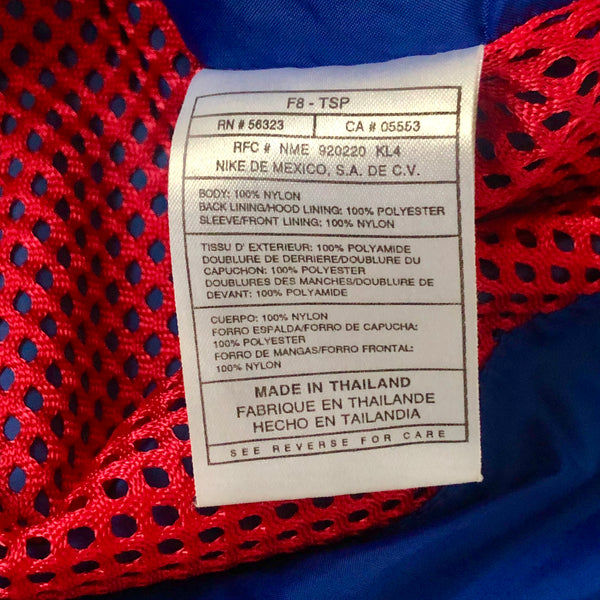 F8 - TSP
RN # 56323 CA # 05553
RFC # NME 920220 KL4
NIKE DE MEXICO, S.A. DE C.V.
BODY: 100% NYLON
BACK LINING/HOOD LINING: 100% POLYESTER
SLEEVE/FRONT LINING: 100% NYLON
TISSU D' EXTERIEUR: 100% POLYAMIDE
DOUBLURE DE DERRIERE/DOUBLURE DU
CAPUCHON: 100% POLYESTER
DOUBLURES DES MANCHES/DOUBLURE DE
DEVANT: 100% POLYAMIDE
CUERPO: 100% NYLON
FORRO ESPALDA/FORRO DE CAPUCHA:
100% POLYESTER
FORRO DE MANGAS/FORRO FRONTAL:
100% NYLON
MADE IN THAILAND
FABRIQUE EN THAILANDE
HECHO EN TAILANDIA
SEE REVERSE FOR CARE